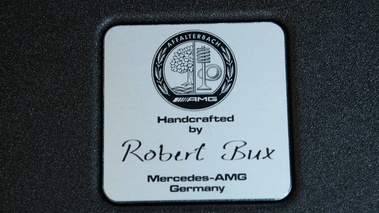 AFFALTERBACH
AMG
Handcrafted
by
Robert Bux
Mercedes-AMG
Germany